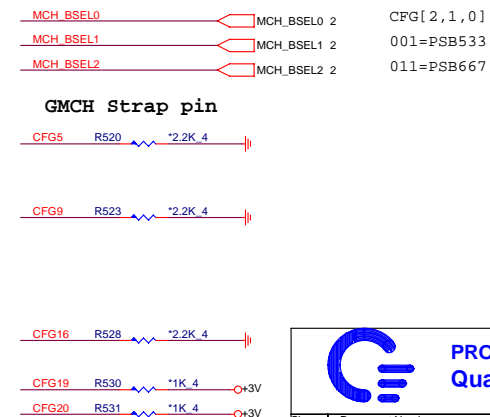 MCH_BSEL0 MCH_BSEL0 2 CFG[2,1,0]
MCH_BSEL1 MCH_BSEL1 2 001=PSB533
MCH_BSEL2 MCH_BSEL2 2 011=PSB667
GMCH Strap pin
CFG5 R520 *2.2K_4
CFG9 R523 *2.2K_4
CFG16 R528 *2.2K_4
PRO
Qua
CFG19 R530 *1K_4 +3V
CFG20 R531 *1K_4 +3V